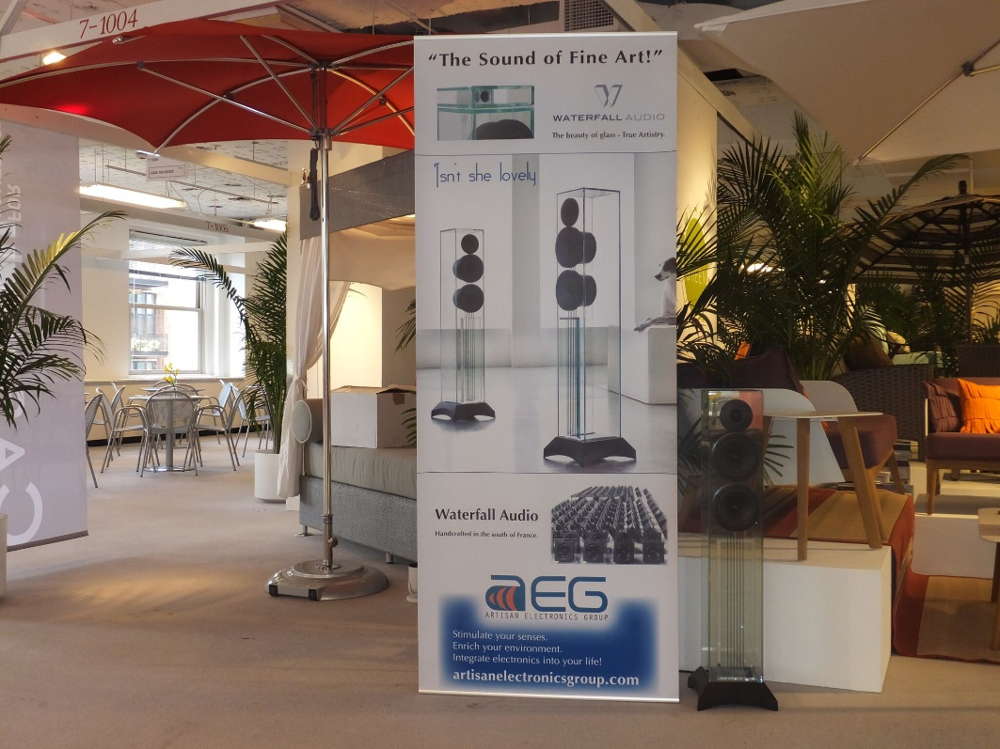 7-1004
"The Sound of Fine Art!"
WATERFALL AUDIO
The beauty of glass - True Artistry.
Isn't she lovely
7-1006
Waterfall Audio
Handcrafted in the south of France.
AEG
ARTISAN ELECTRONICS GROUP
Stimulate your senses.
Enrich your environment.
Integrate electronics into your life!
artisanelectronicsgroup.com